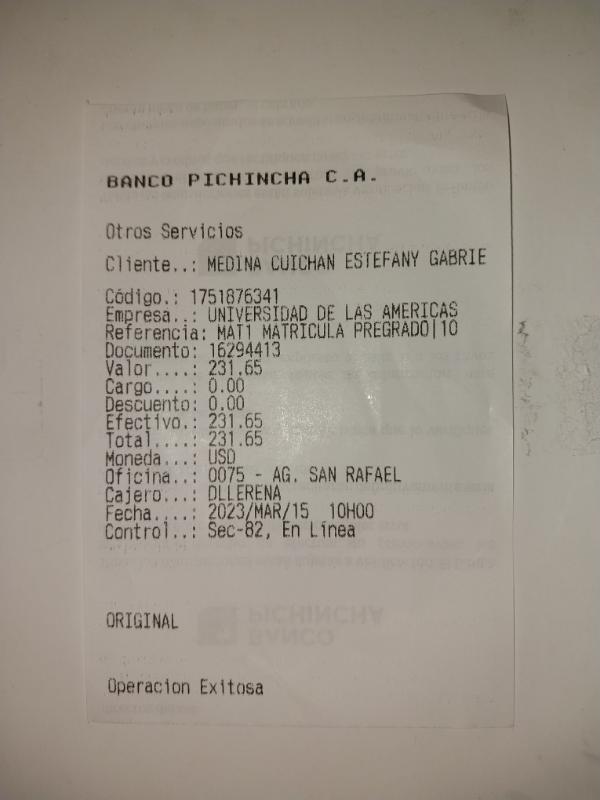 BANCO PICHINCHA C.A.
Otros Servicios
Cliente..: MEDINA CUICHAN ESTEFANY GABRIE
Código.: 1751876341
Empresa..: UNIVERSIDAD DE LAS AMERICAS
Referencia: MAT1 MATRICULA PREGRADO|10
Documento: 16294413
Valor....: 231.65
Cargo....: 0.00
Descuento: 0.00
Efectivo.: 231.65
Total....: 231.65
Moneda...: USD
Oficina..: 0075 - AG. SAN RAFAEL
Cajero...: DLLERENA
Fecha....: 2023/MAR/15 10H00
Control..: Sec-82, En Línea
ORIGINAL
PICHINCHA
BANCO
Operacion Exitosa